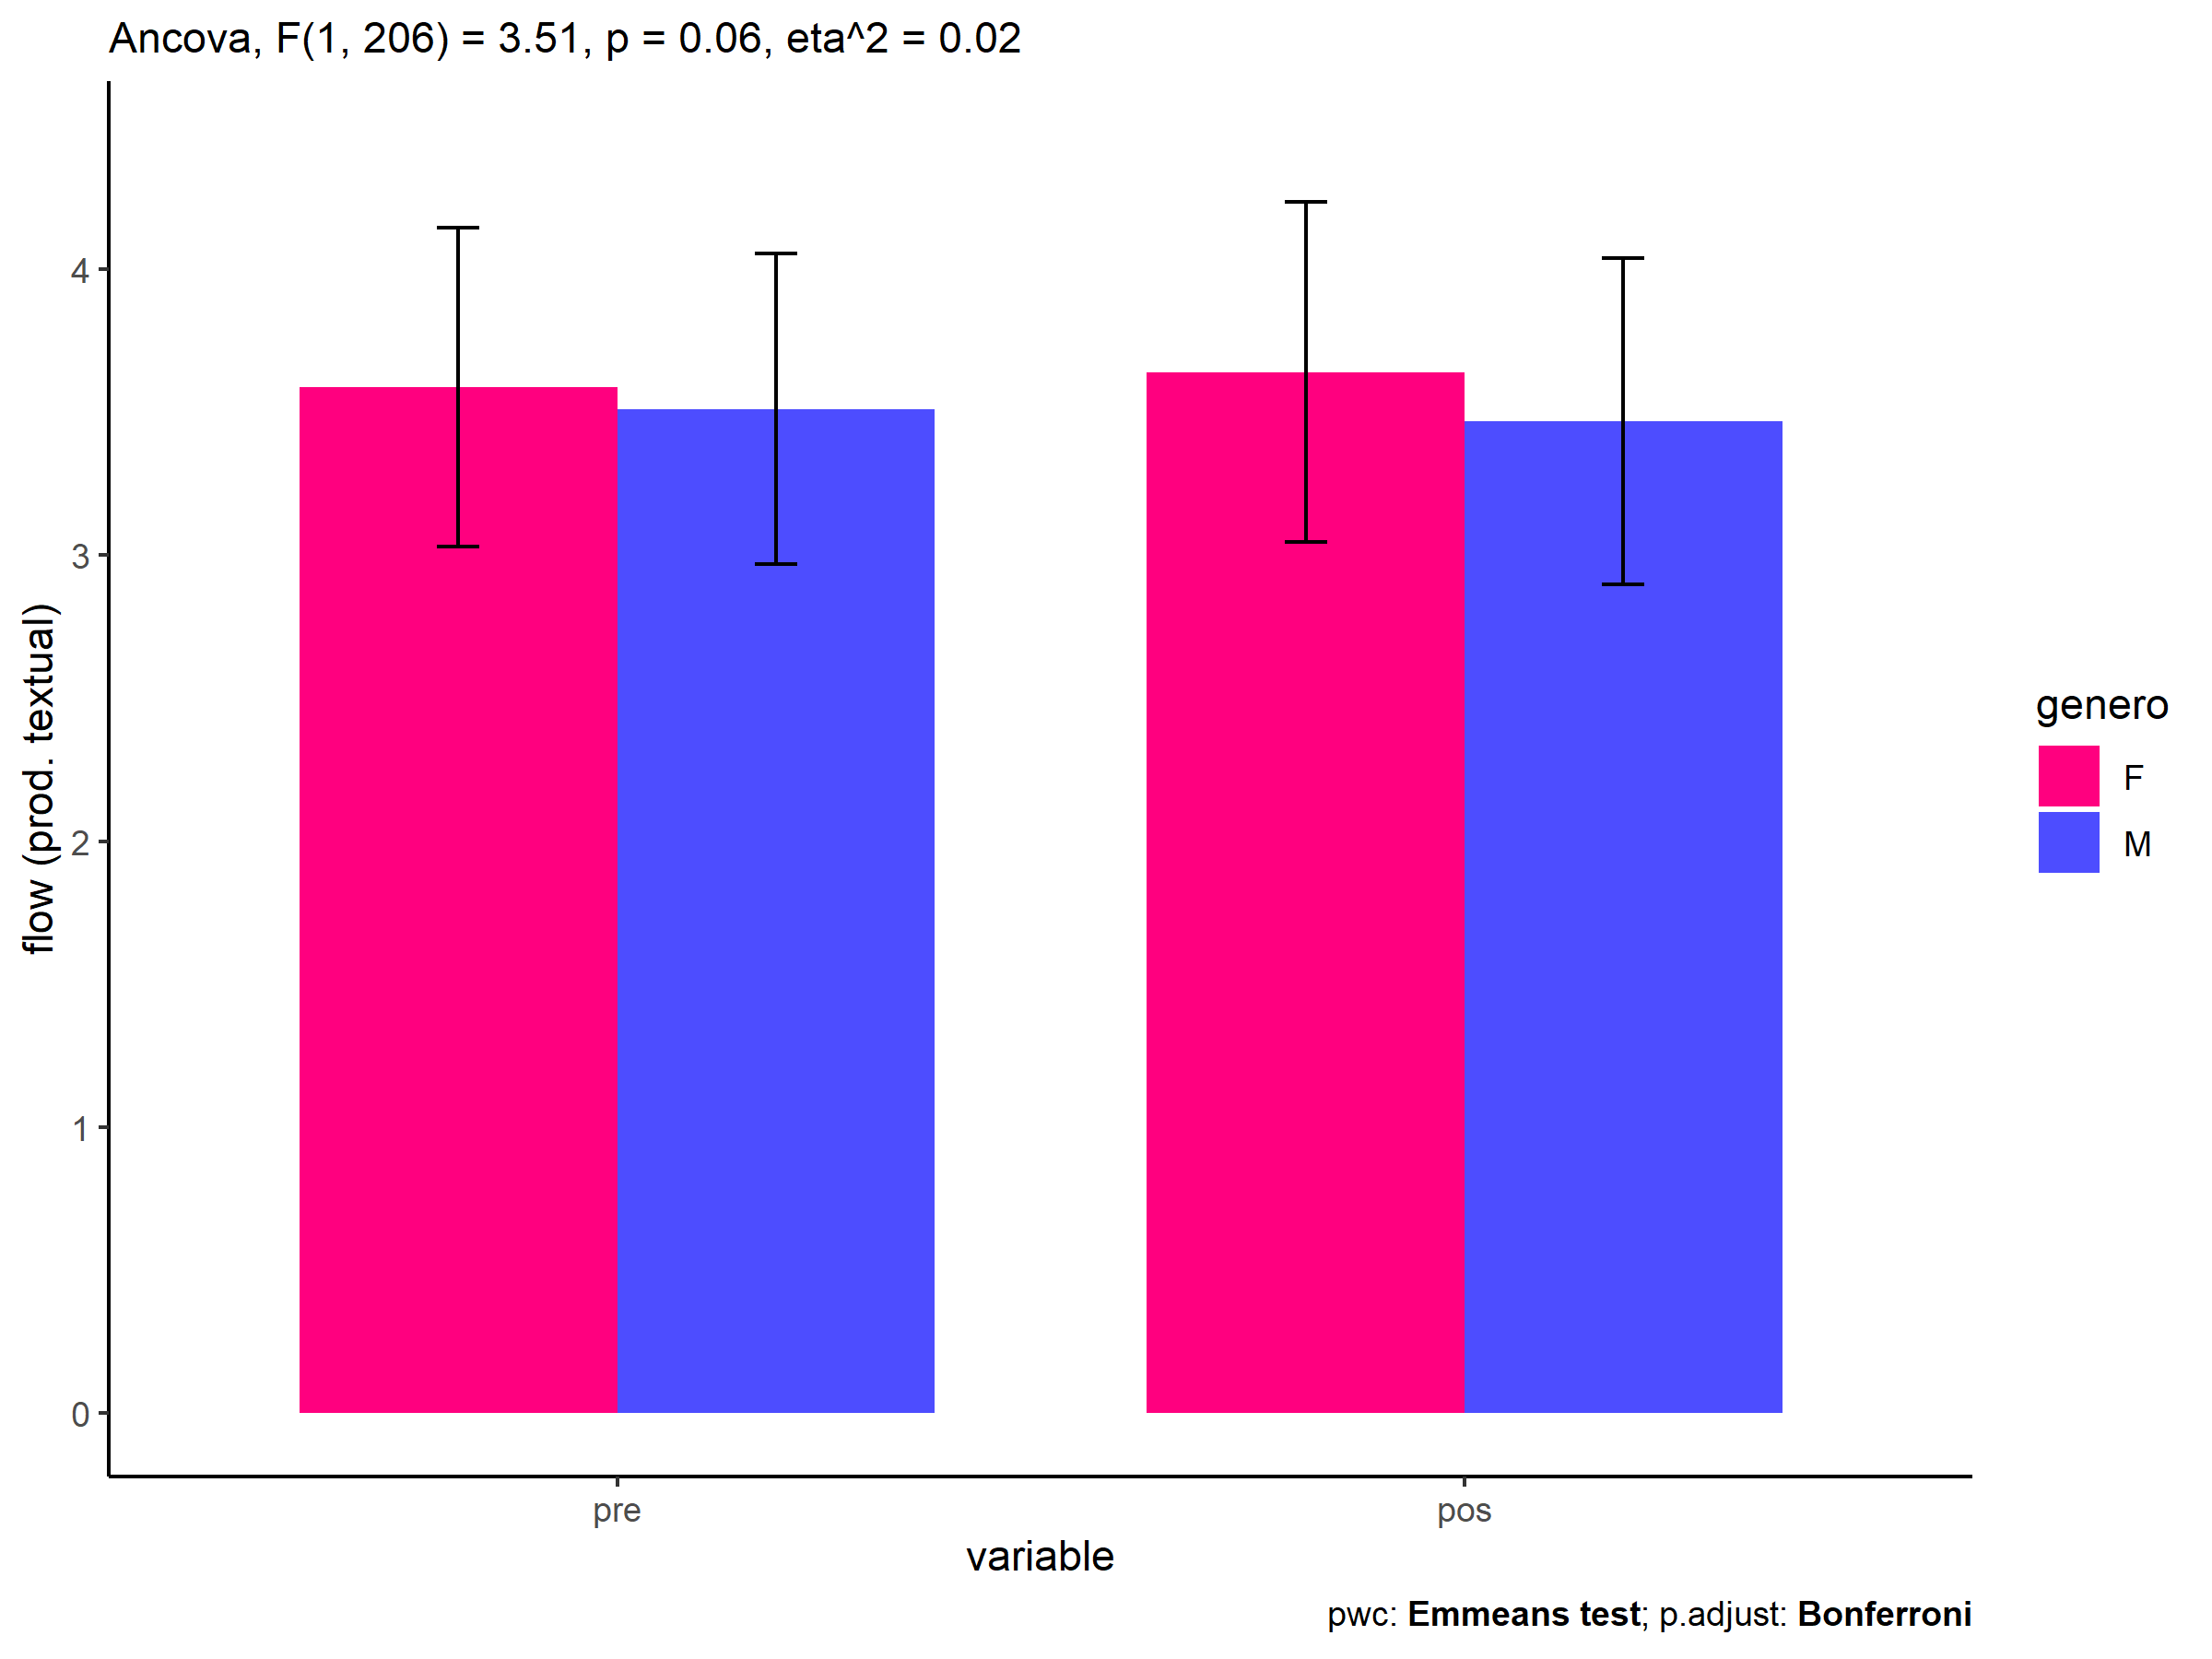 Ancova, F(1, 206) = 3.51, p = 0.06, eta^2 = 0.02
flow (prod. textual)
4
3
2
1
0
pre
pos
variable
genero
F
M
pwc: Emmeans test; p.adjust: Bonferroni